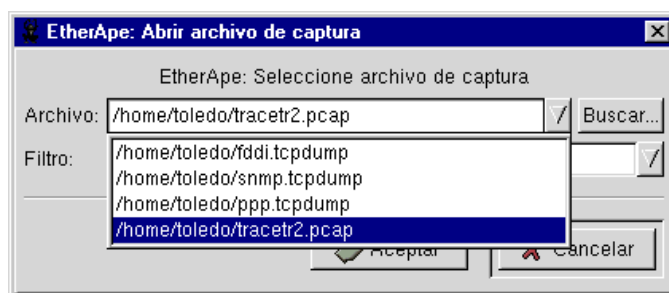 EtherApe: Abrir archivo de captura
EtherApe: Seleccione archivo de captura
Archivo: /home/toledo/tracetr2.pcap Buscar...
Filtro:
/home/toledo/fddi.tcpdump
/home/toledo/snmp.tcpdump
/home/toledo/ppp.tcpdump
/home/toledo/tracetr2.pcap
Aceptar Cancelar